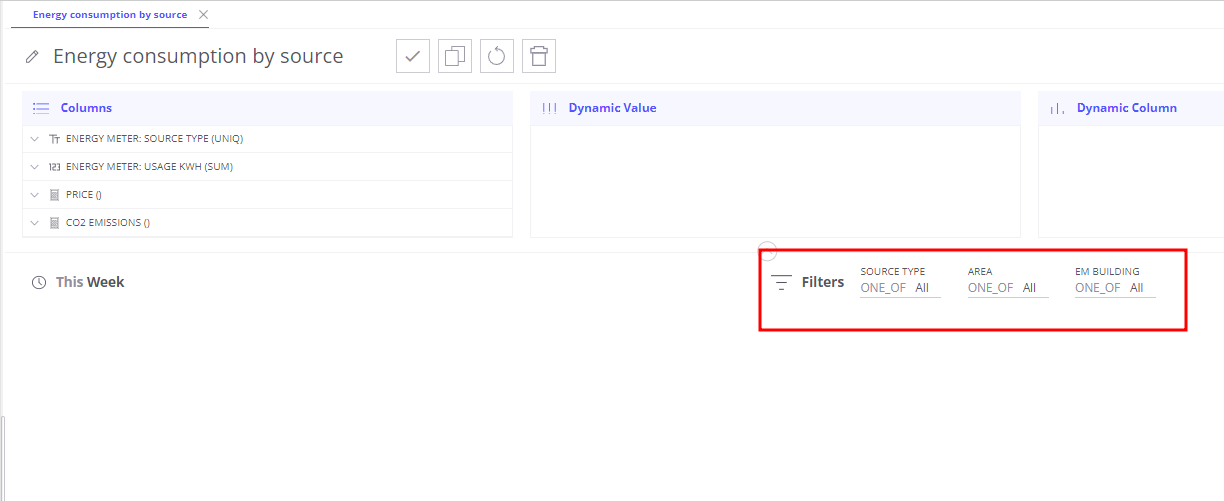 Energy consumption by source
Energy consumption by source
Columns
ENERGY METER: SOURCE TYPE (UNIQ)
123 ENERGY METER: USAGE KWH (SUM)
PRICE ()
CO2 EMISSIONS ()
Dynamic Value
Dynamic Column
This Week
Filters
SOURCE TYPE
ONE_OF All
AREA
ONE_OF All
EM BUILDING
ONE_OF All